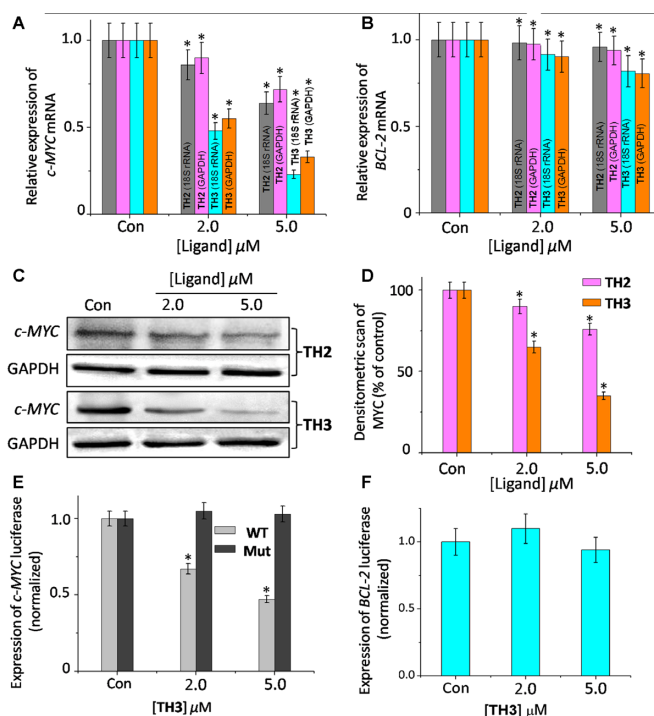 A
Relative expression of
c-MYC mRNA
1.0
0.5
0
*
*
*
*
*
*
*
*
TH2 (18S rRNA)
TH2 (GAPDH)
TH3 (18S rRNA)
TH3 (GAPDH)
TH2 (18S rRNA)
TH2 (GAPDH)
TH3 (18S rRNA)
TH3 (GAPDH)
Con 2.0 5.0
[Ligand] μM
B
Relative expression of
BCL-2 mRNA
1.0
0.5
0.0
*
*
*
*
*
*
*
*
TH2 (18S rRNA)
TH2 (GAPDH)
TH3 (18S rRNA)
TH3 (GAPDH)
TH2 (18S rRNA)
TH2 (GAPDH)
TH3 (18S rRNA)
TH3 (GAPDH)
Con 2.0 5.0
[Ligand] μM
C
[Ligand] μM
Con 2.0 5.0
c-MYC
GAPDH
TH2
c-MYC
GAPDH
TH3
D
Densitometric scan of
MYC (% of control)
100
50
0
TH2
TH3
*
*
*
*
Con 2.0 5.0
[Ligand] μM
E
Expression of c-MYC luciferase
(normalized)
1.0
0.5
0
WT
Mut
*
*
Con 2.0 5.0
[TH3] μM
F
Expression of BCL-2 luciferase
(normalized)
1.0
0.5
0.0
Con 2.0 5.0
[TH3] μM